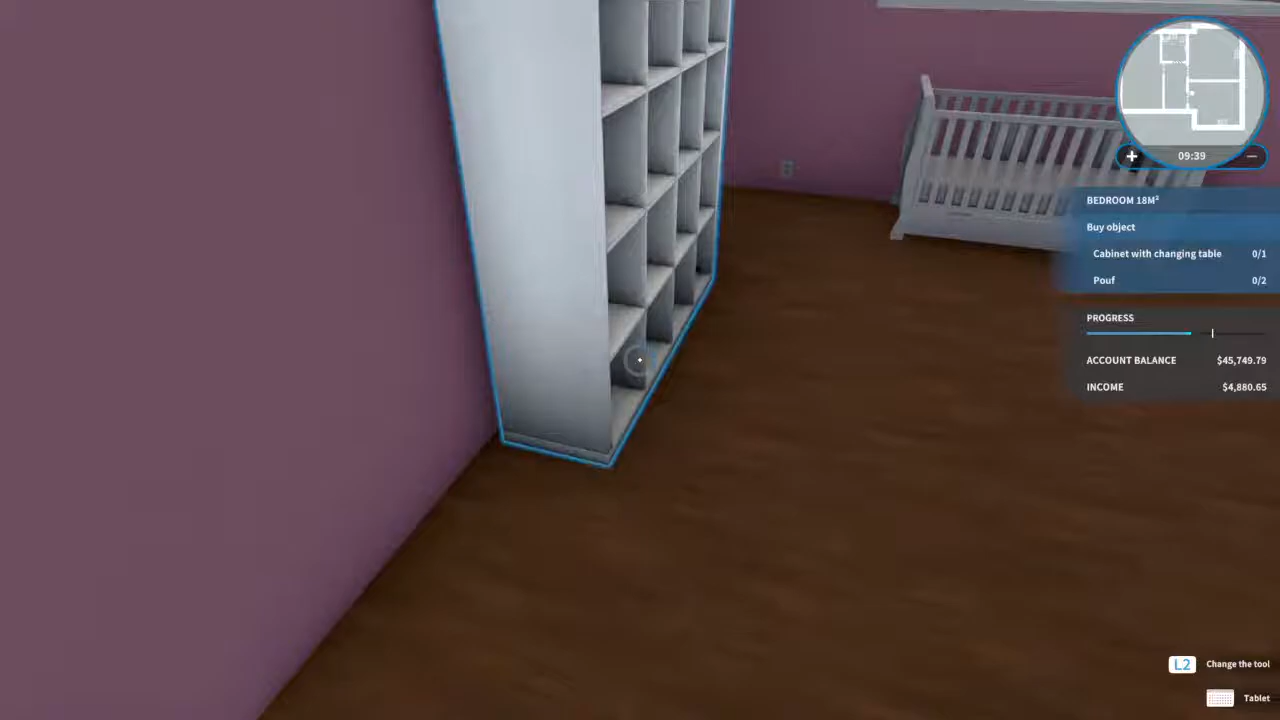 09:39
BEDROOM 18M²
Buy object
Cabinet with changing table 0/1
Pouf 0/2
PROGRESS
ACCOUNT BALANCE $45,749.79
INCOME $4,880.65
L2 Change the tool
Tablet